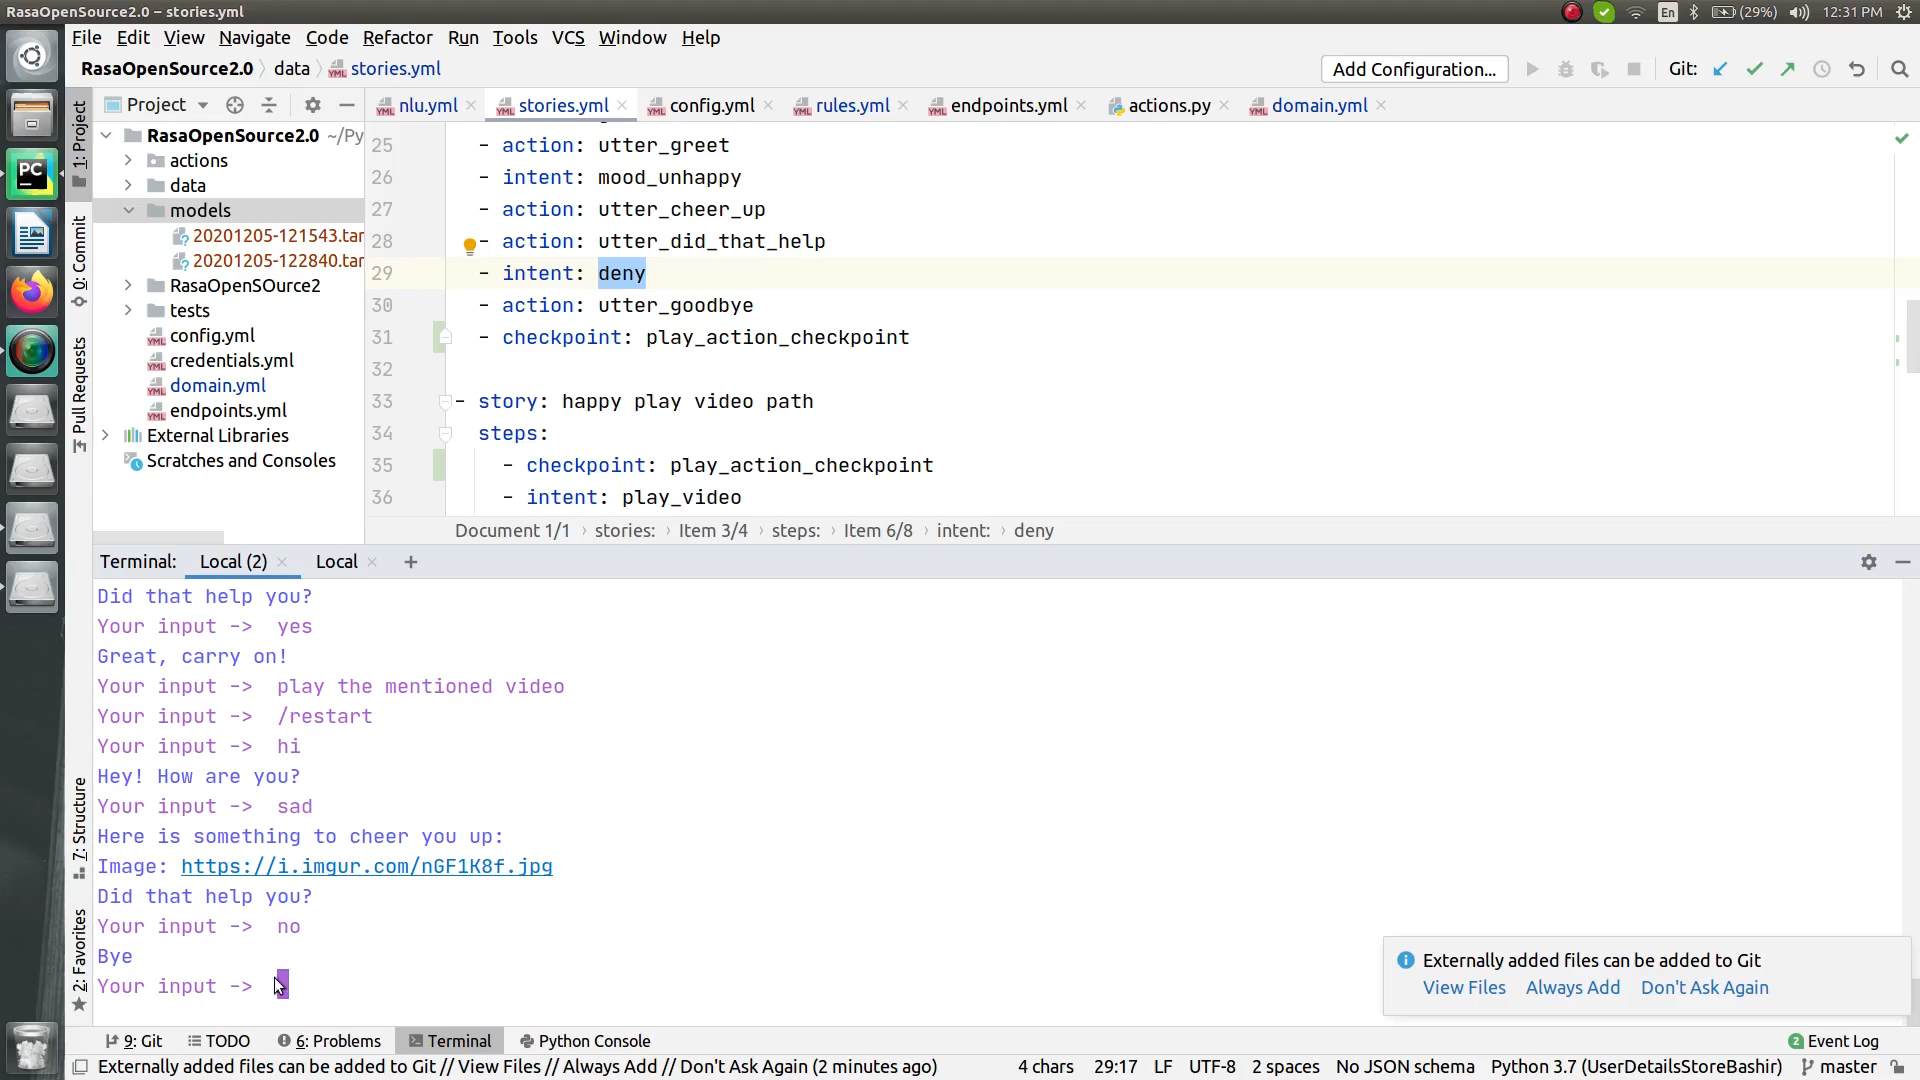 RasaOpenSource2.0 – stories.yml
En
(29%)
12:31 PM
File Edit View Navigate Code Refactor Run Tools VCS Window Help
RasaOpenSource2.0 data stories.yml
Add Configuration...
Git:
1: Project
0: Commit
Pull Requests
7: Structure
2: Favorites
Project
RasaOpenSource2.0 ~/Py
actions
data
models
20201205-121543.tar
20201205-122840.tar
RasaOpenSOurce2
tests
config.yml
credentials.yml
domain.yml
endpoints.yml
External Libraries
Scratches and Consoles
nlu.yml stories.yml config.yml rules.yml endpoints.yml actions.py domain.yml
25 - action: utter_greet
26 - intent: mood_unhappy
27 - action: utter_cheer_up
28 - action: utter_did_that_help
29 - intent: deny
30 - action: utter_goodbye
31 - checkpoint: play_action_checkpoint
32
33 - story: happy play video path
34 steps:
35 - checkpoint: play_action_checkpoint
36 - intent: play_video
Document 1/1 › stories: › Item 3/4 › steps: › Item 6/8 › intent: › deny
Terminal: Local (2) Local +
Did that help you?
Your input -> yes
Great, carry on!
Your input -> play the mentioned video
Your input -> /restart
Your input -> hi
Hey! How are you?
Your input -> sad
Here is something to cheer you up:
Image: https://i.imgur.com/nGF1K8f.jpg
Did that help you?
Your input -> no
Bye
Your input ->
Externally added files can be added to Git
View Files Always Add Don't Ask Again
9: Git TODO 6: Problems Terminal Python Console
2 Event Log
Externally added files can be added to Git // View Files // Always Add // Don't Ask Again (2 minutes ago)
4 chars 29:17 LF UTF-8 2 spaces No JSON schema Python 3.7 (UserDetailsStoreBashir) master
PC